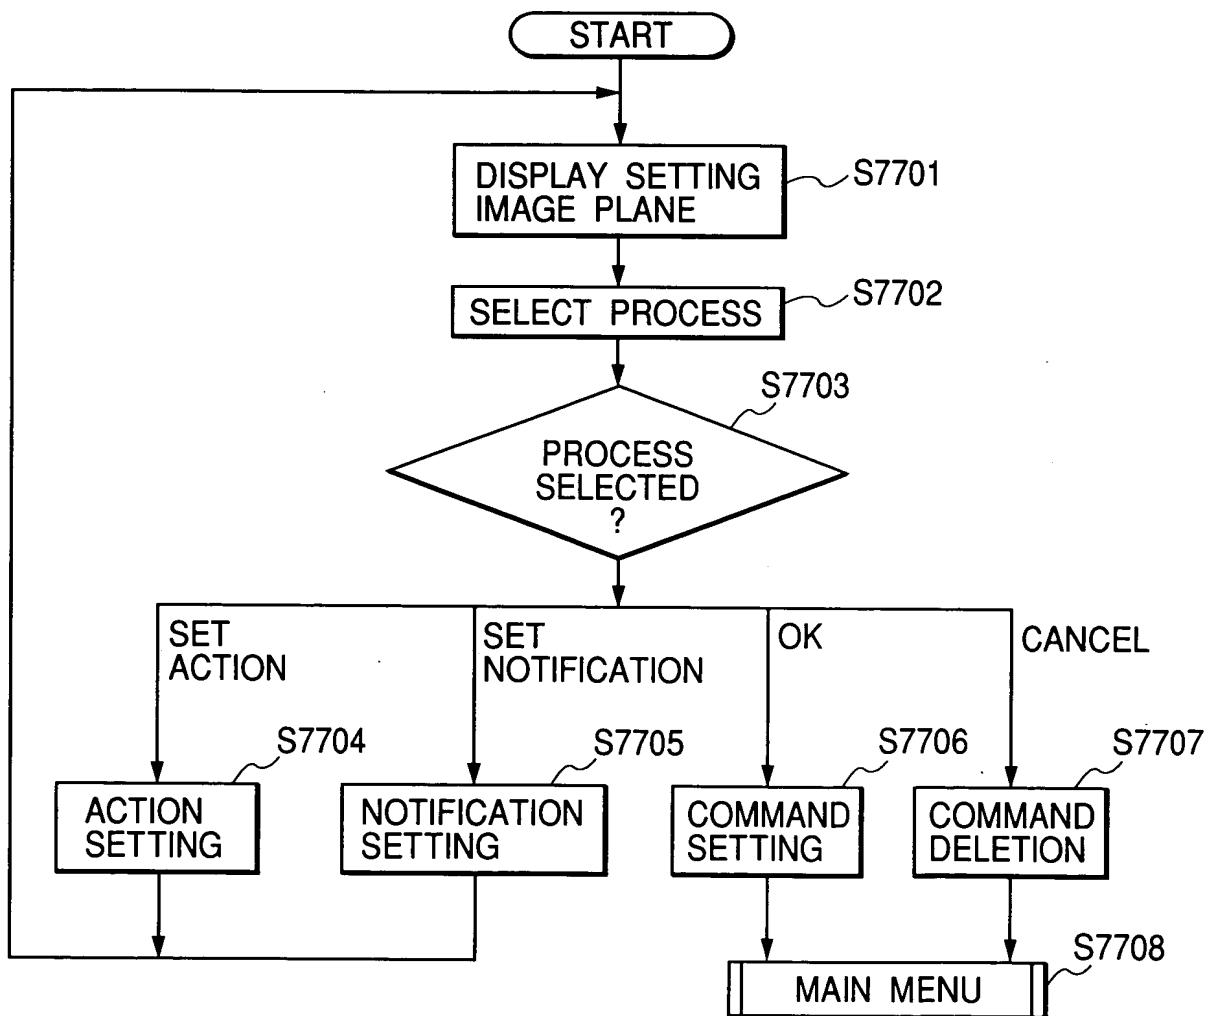 START
DISPLAY SETTING
IMAGE PLANE
S7701
SELECT PROCESS
S7702
S7703
PROCESS
SELECTED
?
SET
ACTION
SET
NOTIFICATION
OK
CANCEL
S7704
S7705
S7706
S7707
ACTION
SETTING
NOTIFICATION
SETTING
COMMAND
SETTING
COMMAND
DELETION
S7708
MAIN MENU